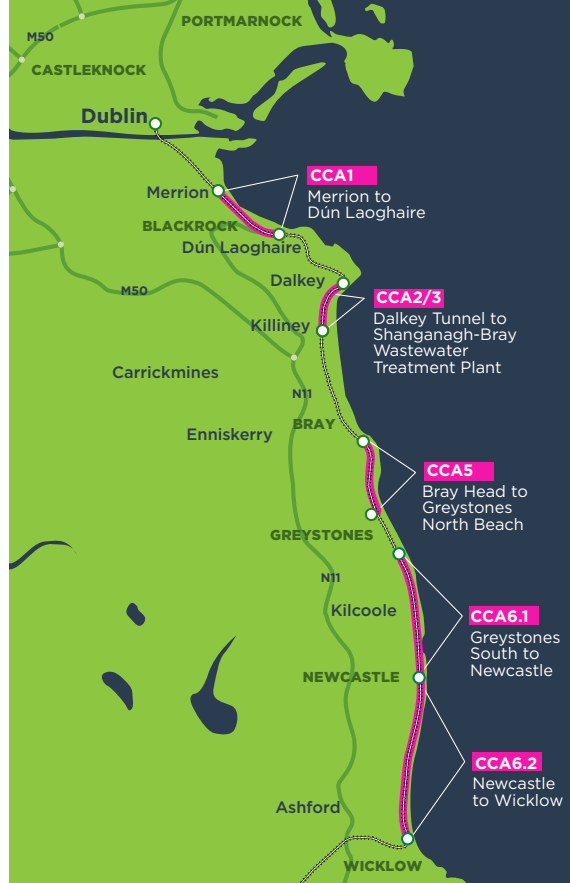 PORTMARNOCK
M50
CASTLEKNOCK
Dublin
CCA1
Merrion to
Dún Laoghaire
Merrion
BLACKROCK
Dún Laoghaire
Dalkey
M50
CCA2/3
Dalkey Tunnel to
Shanganagh-Bray
Wastewater
Treatment Plant
Killiney
Carrickmines
N11
BRAY
Enniskerry
CCA5
Bray Head to
Greystones
North Beach
GREYSTONES
N11
Kilcoole
CCA6.1
Greystones
South to
Newcastle
NEWCASTLE
CCA6.2
Newcastle
to Wicklow
Ashford
WICKLOW